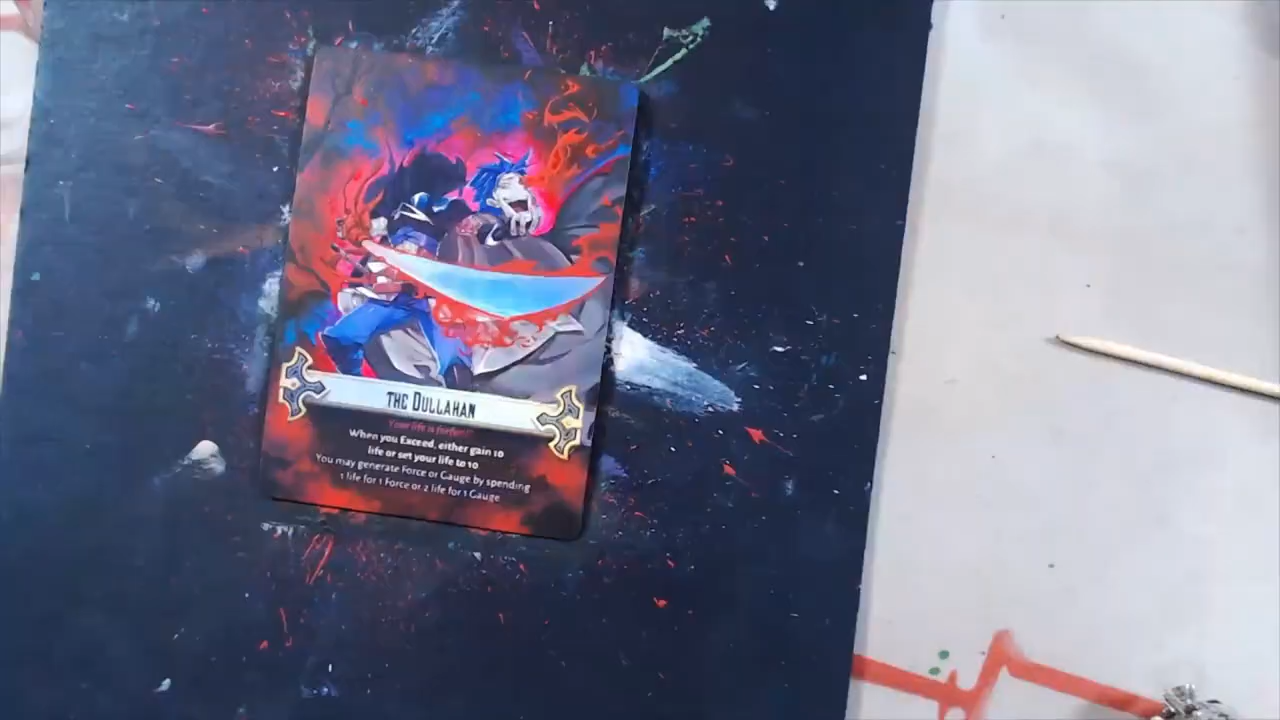 THE DULLAHAN
Your life is forfeit!
When you Exceed, either gain 10
life or set your life to 10
You may generate Force or Gauge by spending
1 life for 1 Force or 2 life for 1 Gauge